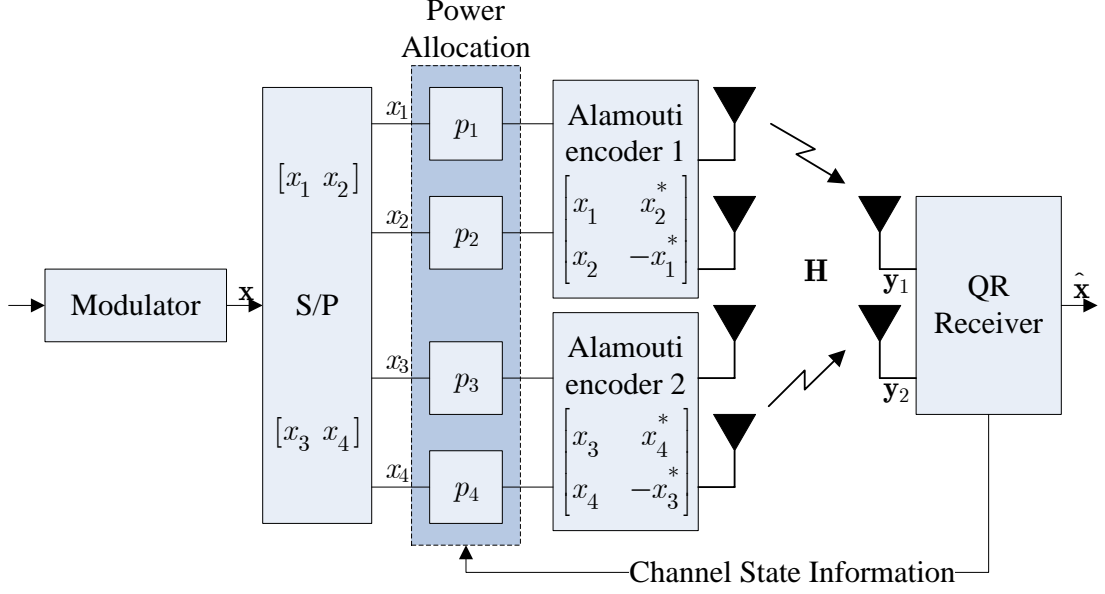 Power
Allocation
Modulator
x
S/P
[x₁ x₂]
[x₃ x₄]
x₁
x₂
x₃
x₄
p₁
p₂
p₃
p₄
Alamouti
encoder 1
x₁ x₂*
x₂ −x₁*
Alamouti
encoder 2
x₃ x₄*
x₄ −x₃*
H
y₁
y₂
QR
Receiver
x̂
Channel State Information